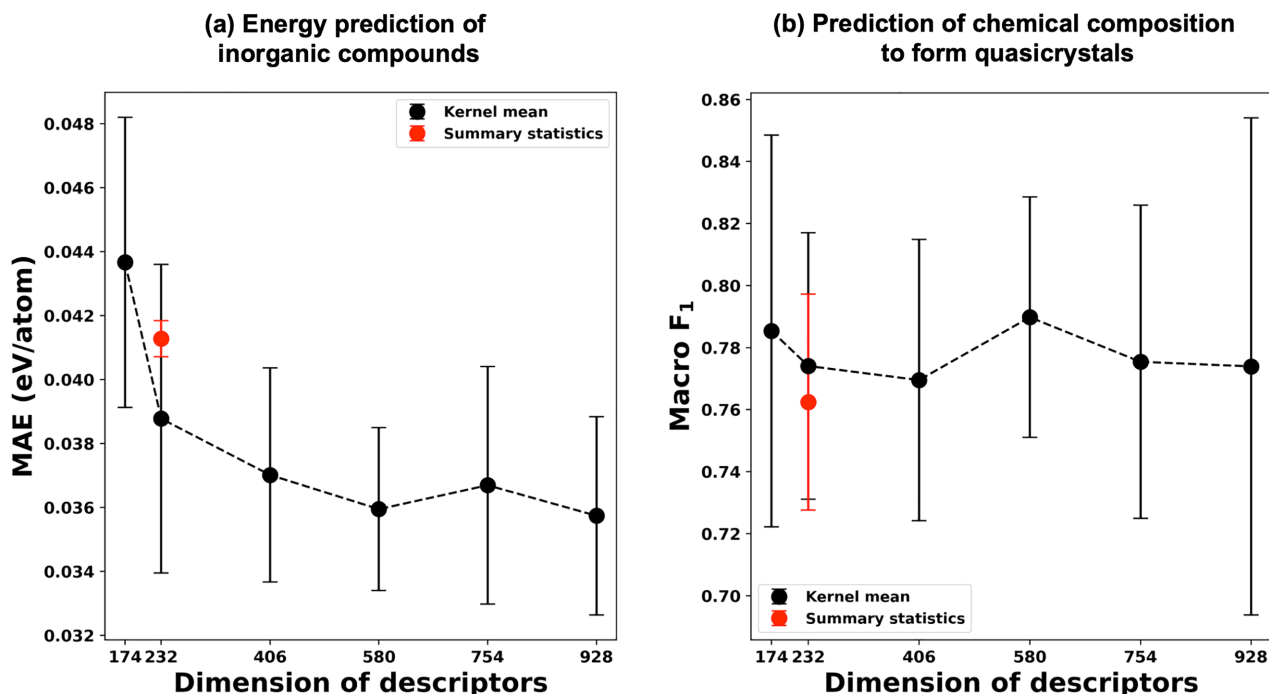 (a) Energy prediction of
inorganic compounds
0.048
0.046
0.044
0.042
0.040
0.038
0.036
0.034
0.032
MAE (eV/atom)
Kernel mean
Summary statistics
174 232 406 580 754 928
Dimension of descriptors
(b) Prediction of chemical composition
to form quasicrystals
0.86
0.84
0.82
0.80
0.78
0.76
0.74
0.72
0.70
Macro F₁
Kernel mean
Summary statistics
174 232 406 580 754 928
Dimension of descriptors